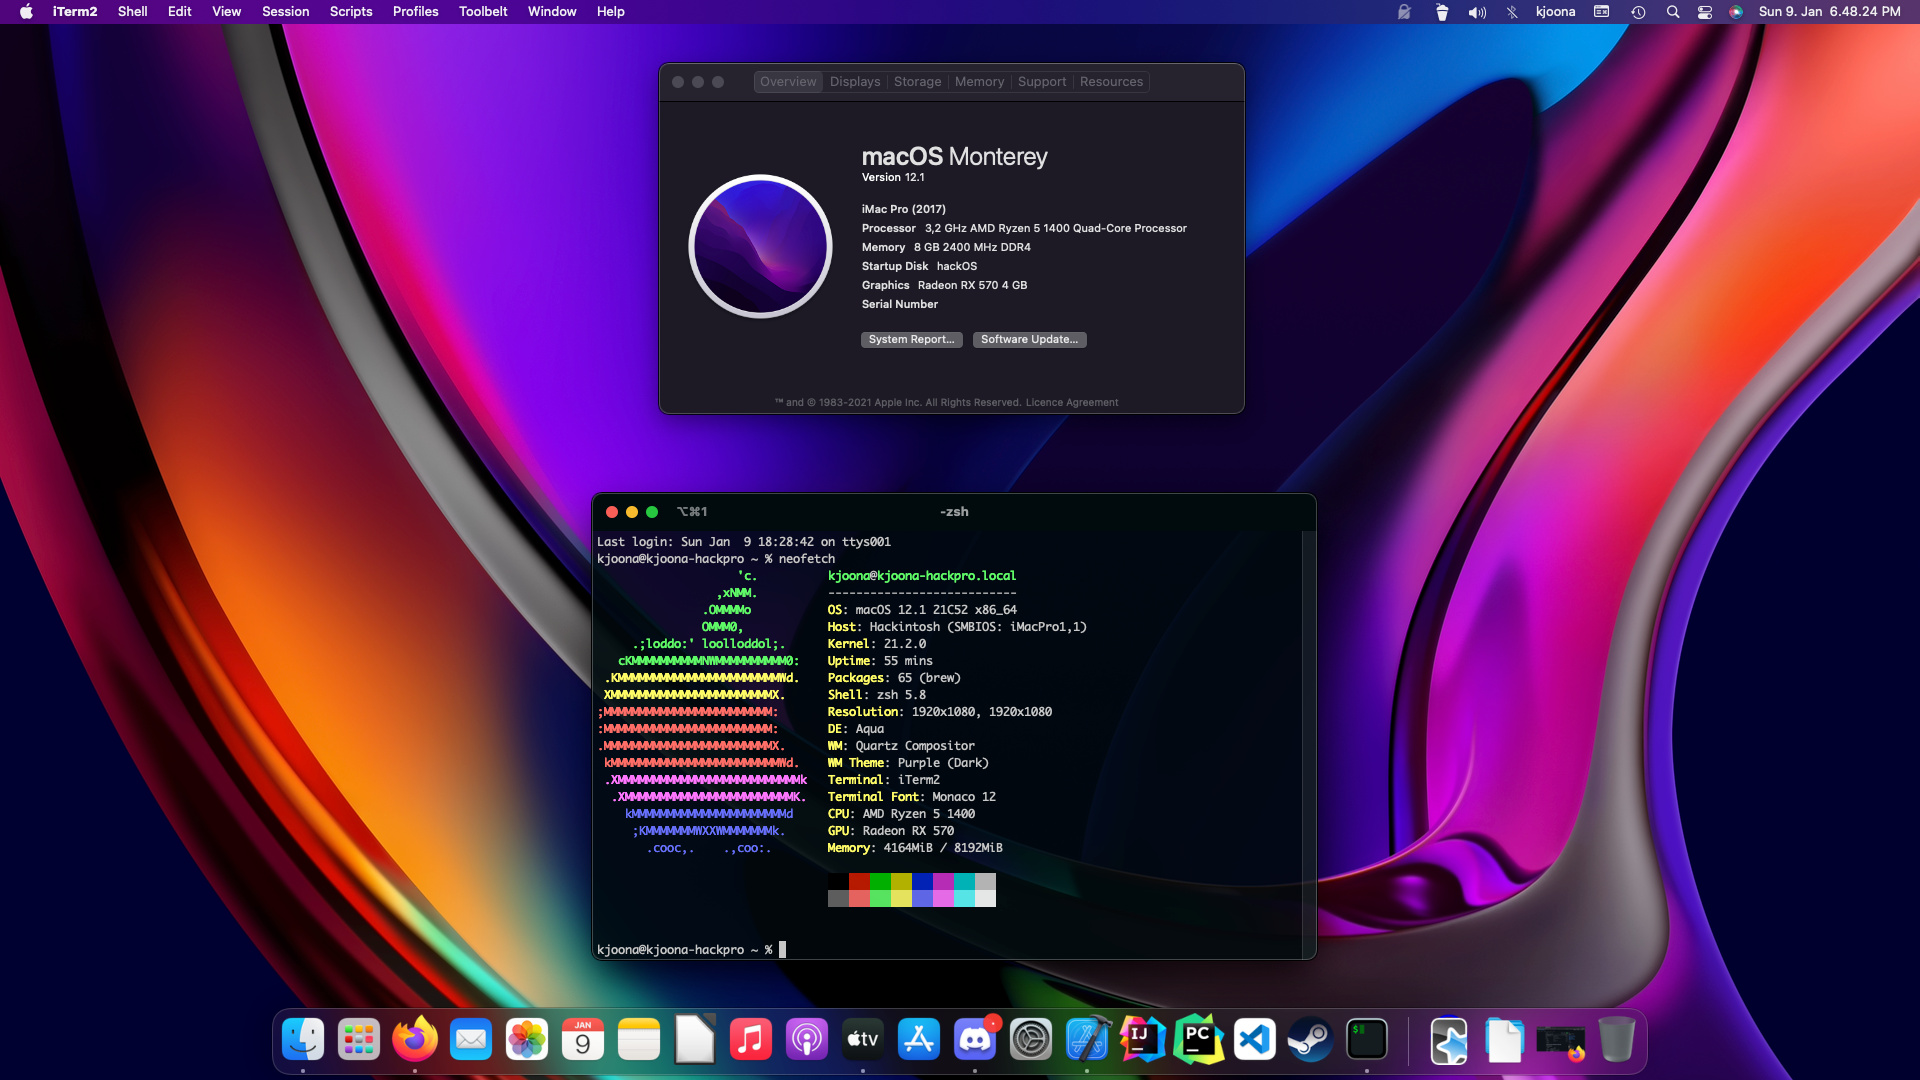 iTerm2 Shell Edit View Session Scripts Profiles Toolbelt Window Help kjoona Sun 9. Jan 6.48.24 PM
Overview Displays Storage Memory Support Resources
macOS Monterey
Version 12.1
iMac Pro (2017)
Processor 3,2 GHz AMD Ryzen 5 1400 Quad-Core Processor
Memory 8 GB 2400 MHz DDR4
Startup Disk hackOS
Graphics Radeon RX 570 4 GB
Serial Number
System Report... Software Update...
™ and © 1983-2021 Apple Inc. All Rights Reserved. Licence Agreement
⌥⌘1 -zsh
Last login: Sun Jan  9 18:28:42 on ttys001
kjoona@kjoona-hackpro ~ % neofetch
'c. kjoona@kjoona-hackpro.local
,xNMM. ---------------------------
.OMMMMo OS: macOS 12.1 21C52 x86_64
OMMM0, Host: Hackintosh (SMBIOS: iMacPro1,1)
.;loddo:' loolloddol;. Kernel: 21.2.0
cKMMMMMMMMMMNWMMMMMMMMMM0: Uptime: 55 mins
.KMMMMMMMMMMMMMMMMMMMMMMMWd. Packages: 65 (brew)
XMMMMMMMMMMMMMMMMMMMMMMMX. Shell: zsh 5.8
;MMMMMMMMMMMMMMMMMMMMMMMM: Resolution: 1920x1080, 1920x1080
:MMMMMMMMMMMMMMMMMMMMMMMM: DE: Aqua
.MMMMMMMMMMMMMMMMMMMMMMMMX. WM: Quartz Compositor
kMMMMMMMMMMMMMMMMMMMMMMMMWd. WM Theme: Purple (Dark)
.XMMMMMMMMMMMMMMMMMMMMMMMMMMk Terminal: iTerm2
.XMMMMMMMMMMMMMMMMMMMMMMMMK. Terminal Font: Monaco 12
kMMMMMMMMMMMMMMMMMMMMMMd CPU: AMD Ryzen 5 1400
;KMMMMMMMWXXWMMMMMMMk. GPU: Radeon RX 570
.cooc,. .,coo:. Memory: 4164MiB / 8192MiB
kjoona@kjoona-hackpro ~ %
JAN
9
tv
IJ
PC
$